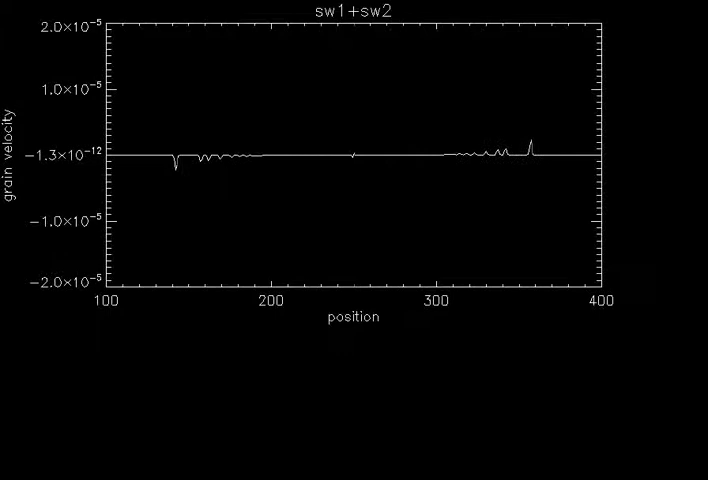 sw1+sw2
2.0×10⁻⁵
1.0×10⁻⁵
−1.3×10⁻¹²
−1.0×10⁻⁵
−2.0×10⁻⁵
grain velocity
100 200 300 400
position